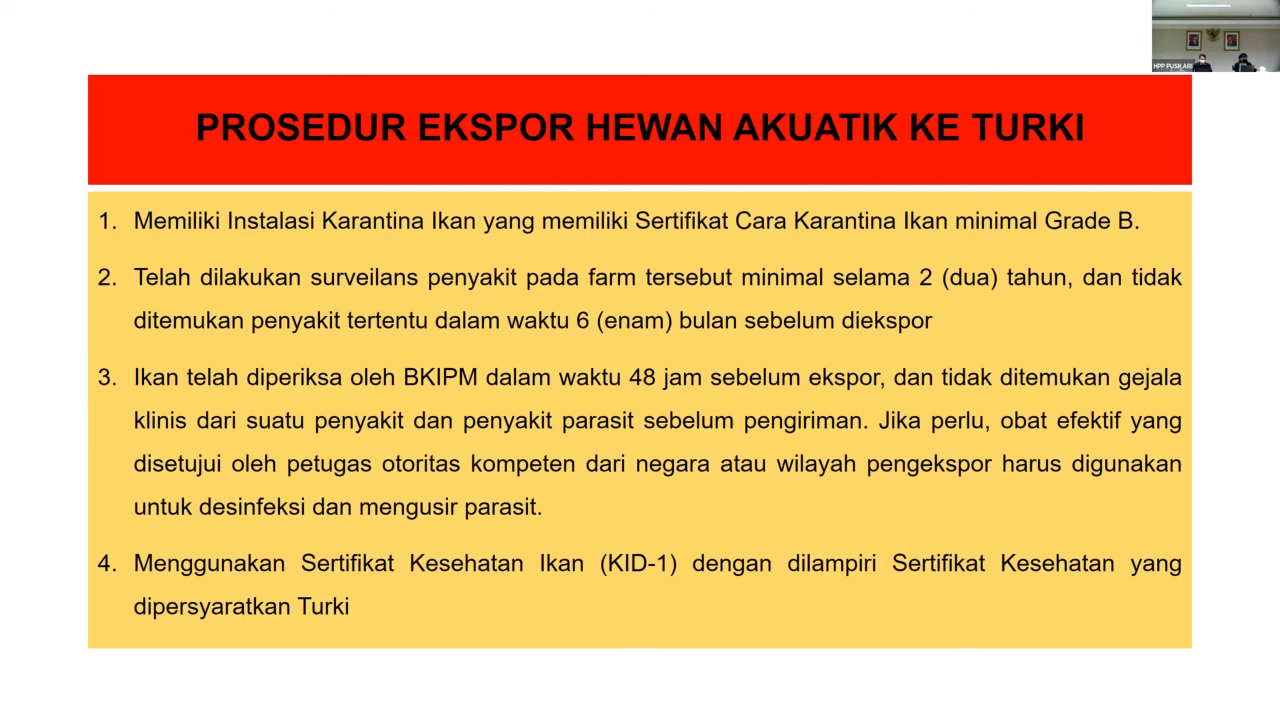 HPP PUSKARI
PROSEDUR EKSPOR HEWAN AKUATIK KE TURKI
1. Memiliki Instalasi Karantina Ikan yang memiliki Sertifikat Cara Karantina Ikan minimal Grade B.
2. Telah dilakukan surveilans penyakit pada farm tersebut minimal selama 2 (dua) tahun, dan tidak
ditemukan penyakit tertentu dalam waktu 6 (enam) bulan sebelum diekspor
3. Ikan telah diperiksa oleh BKIPM dalam waktu 48 jam sebelum ekspor, dan tidak ditemukan gejala
klinis dari suatu penyakit dan penyakit parasit sebelum pengiriman. Jika perlu, obat efektif yang
disetujui oleh petugas otoritas kompeten dari negara atau wilayah pengekspor harus digunakan
untuk desinfeksi dan mengusir parasit.
4. Menggunakan Sertifikat Kesehatan Ikan (KID-1) dengan dilampiri Sertifikat Kesehatan yang
dipersyaratkan Turki